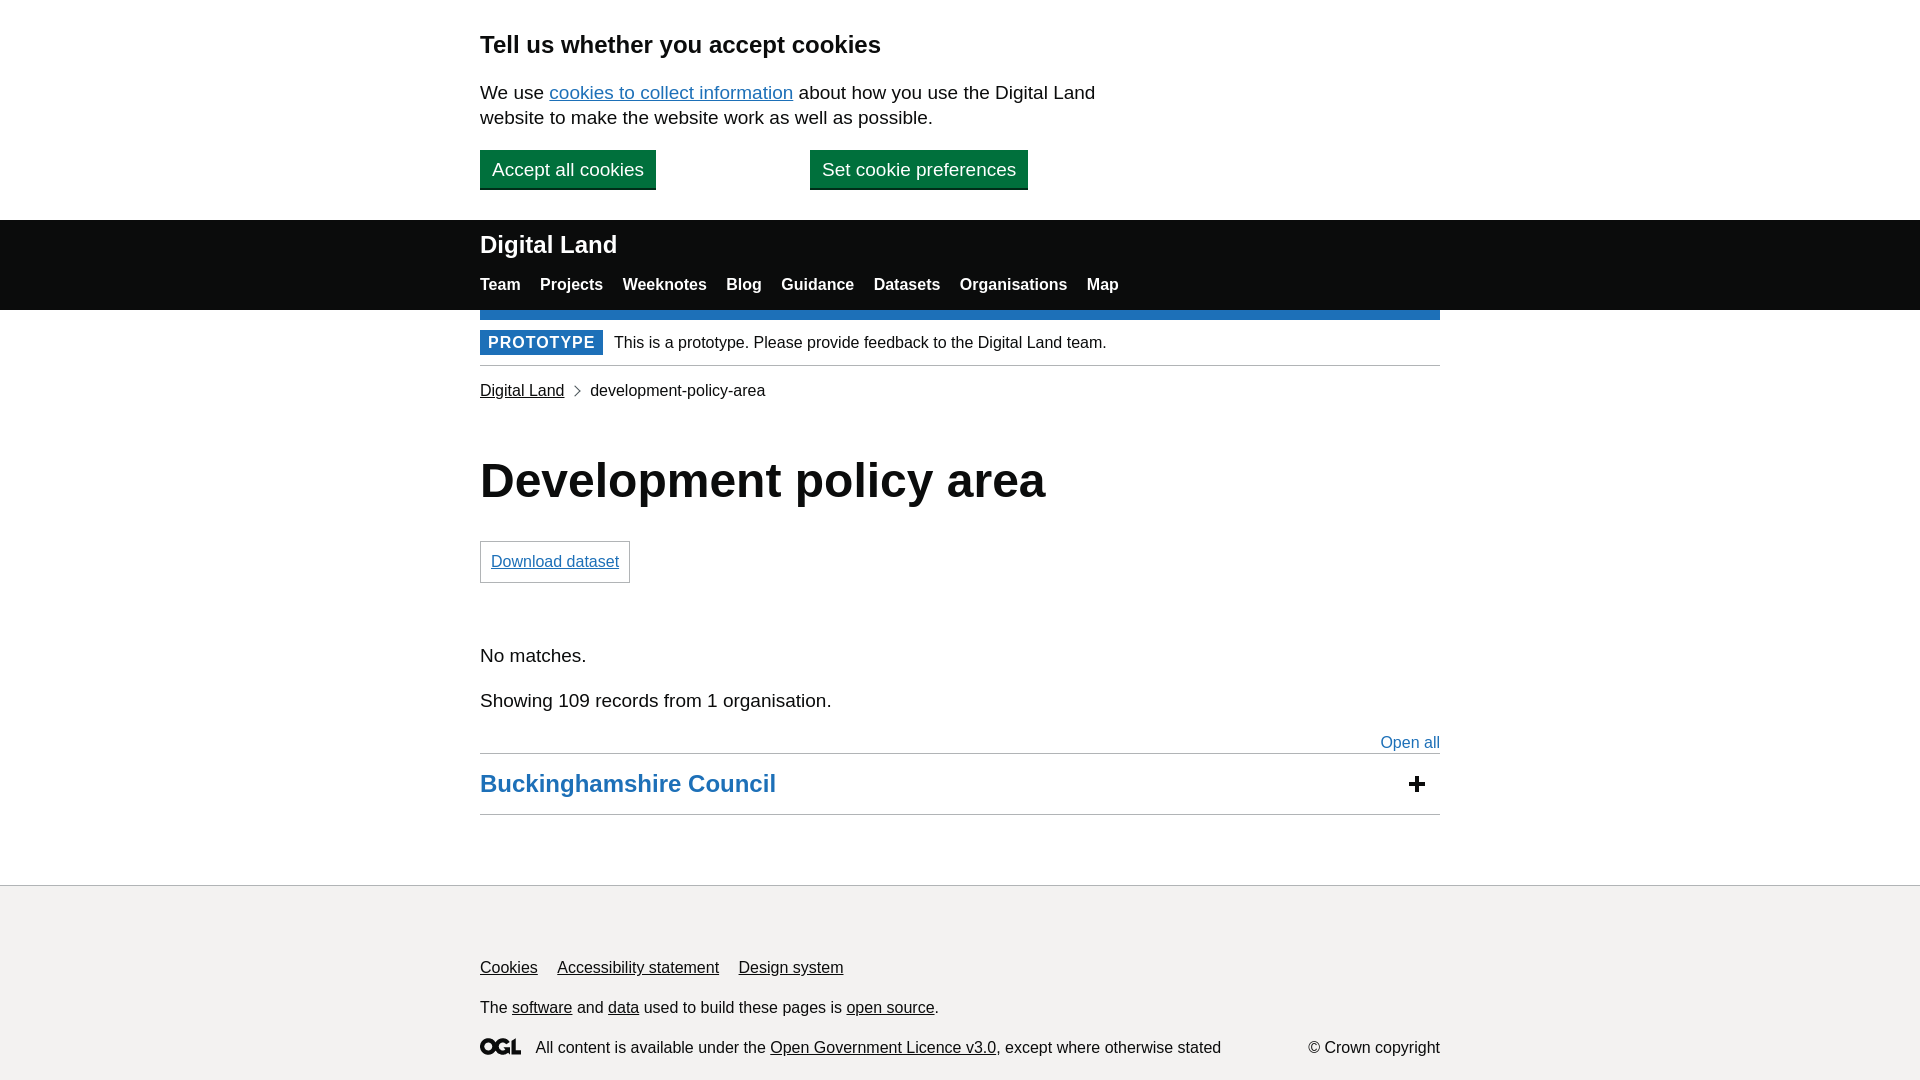 Tell us whether you accept cookies
We use cookies to collect information about how you use the Digital Land
website to make the website work as well as possible.
Accept all cookies
Set cookie preferences
Digital Land
Team Projects Weeknotes Blog Guidance Datasets Organisations Map
PROTOTYPE This is a prototype. Please provide feedback to the Digital Land team.
Digital Land development-policy-area
Development policy area
Download dataset
No matches.
Showing 109 records from 1 organisation.
Open all
Buckinghamshire Council
Cookies Accessibility statement Design system
The software and data used to build these pages is open source.
OGL All content is available under the Open Government Licence v3.0, except where otherwise stated © Crown copyright